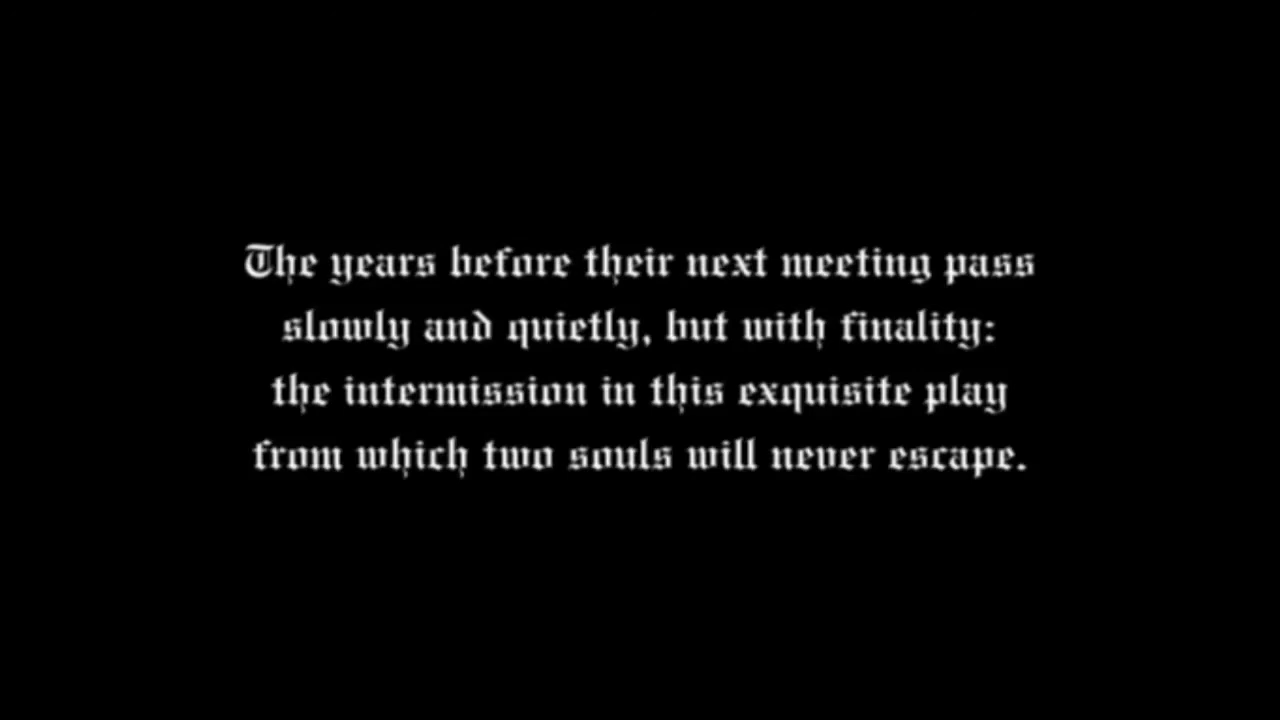 The years before their next meeting pass
slowly and quietly, but with finality:
the intermission in this exquisite play
from which two souls will never escape.